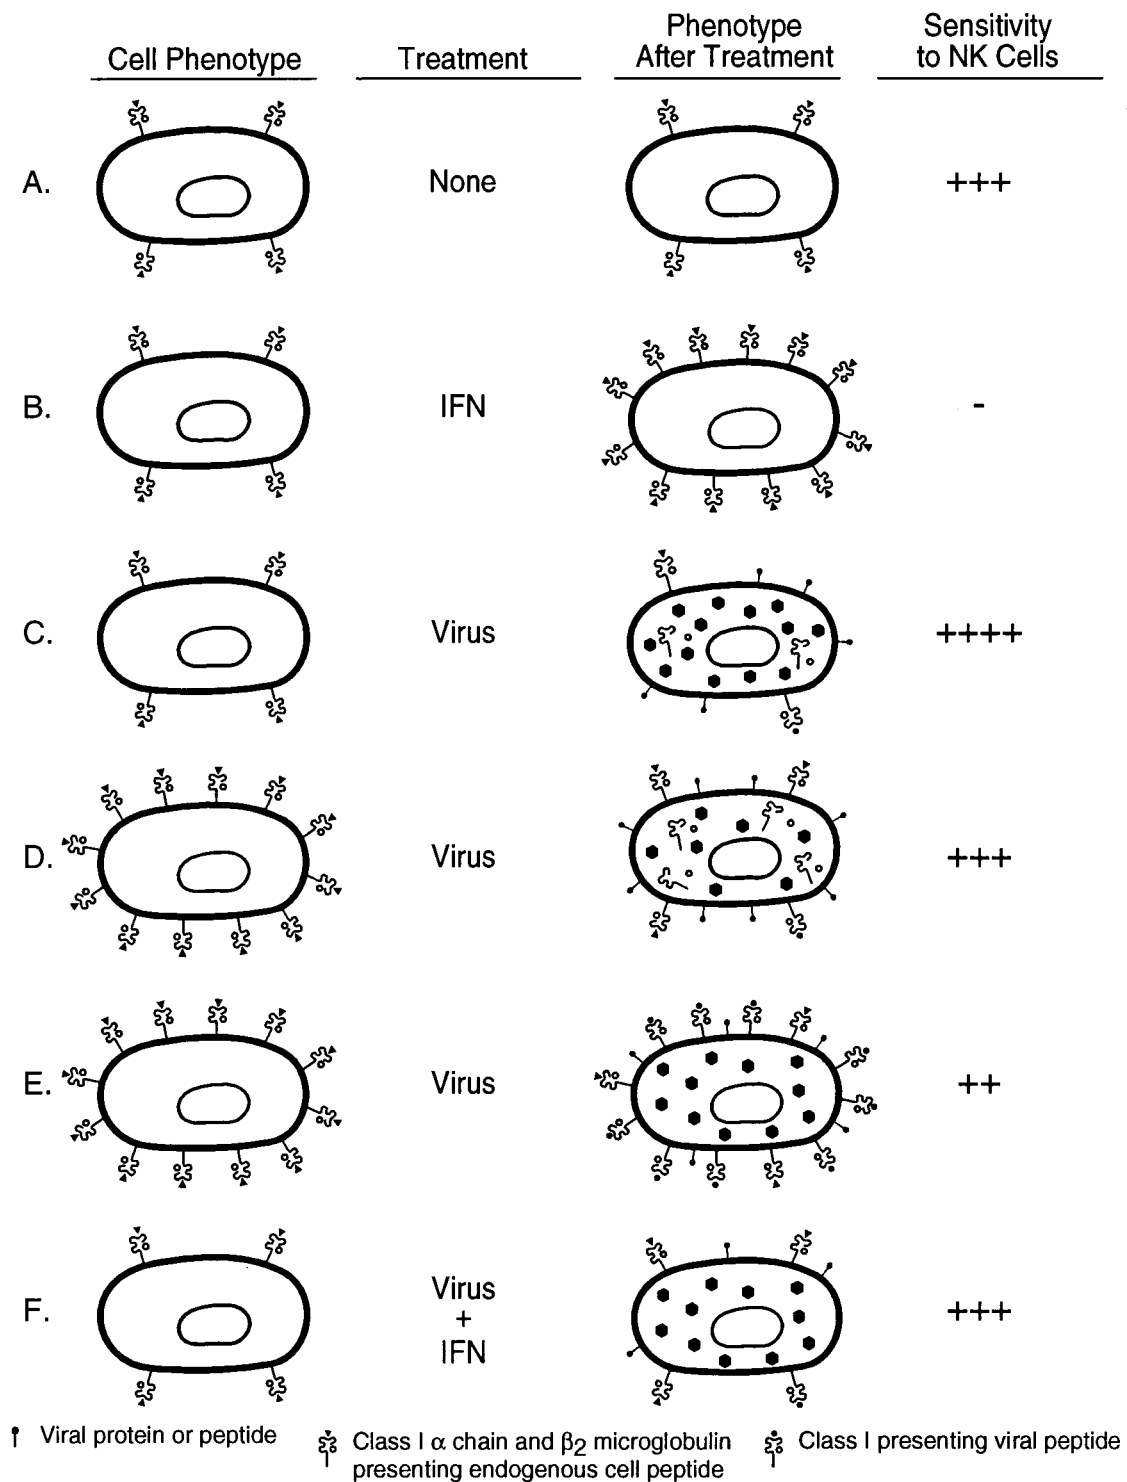 Cell Phenotype
Treatment
Phenotype
After Treatment
Sensitivity
to NK Cells
A.
None
+++
B.
IFN
-
C.
Virus
++++
D.
Virus
+++
E.
Virus
++
F.
Virus
+
IFN
+++
Viral protein or peptide
Class I α chain and β₂ microglobulin
presenting endogenous cell peptide
Class I presenting viral peptide